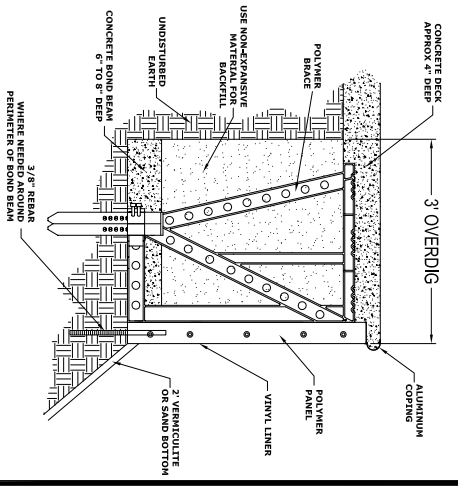 CONCRETE DECK
APPROX 4" DEEP
3' OVERDIG
ALUMINUM
COPING
POLYMER
BRACE
USE NON-EXPANSIVE
MATERIAL FOR
BACKFILL
UNDISTURBED
EARTH
CONCRETE BOND BEAM
6" TO 8" DEEP
POLYMER
PANEL
VINYL LINER
2' VERMICULITE
OR SAND BOTTOM
3/8" REBAR
WHERE NEEDED AROUND
PERIMETER OF BOND BEAM